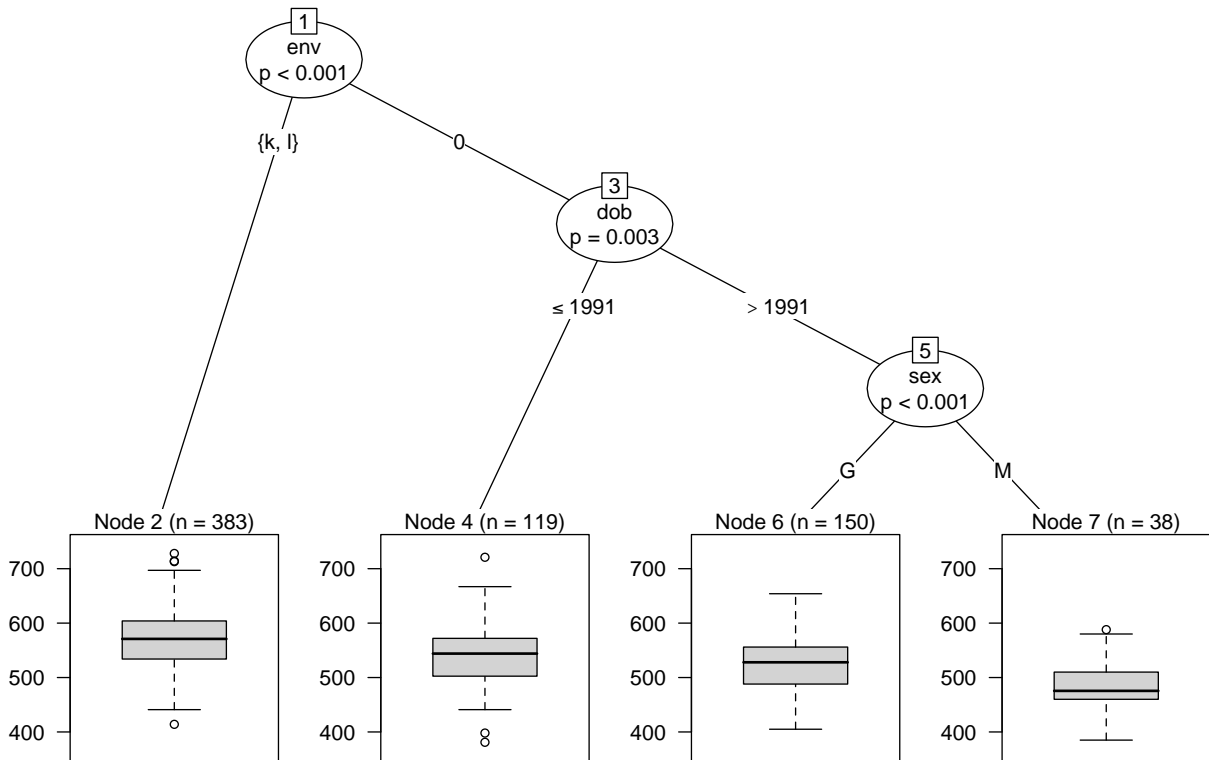 1
env
p < 0.001
{k, l}
0
3
dob
p = 0.003
≤ 1991
> 1991
5
sex
p < 0.001
G
M
Node 2 (n = 383)
700
600
500
400
Node 4 (n = 119)
700
600
500
400
Node 6 (n = 150)
700
600
500
400
Node 7 (n = 38)
700
600
500
400